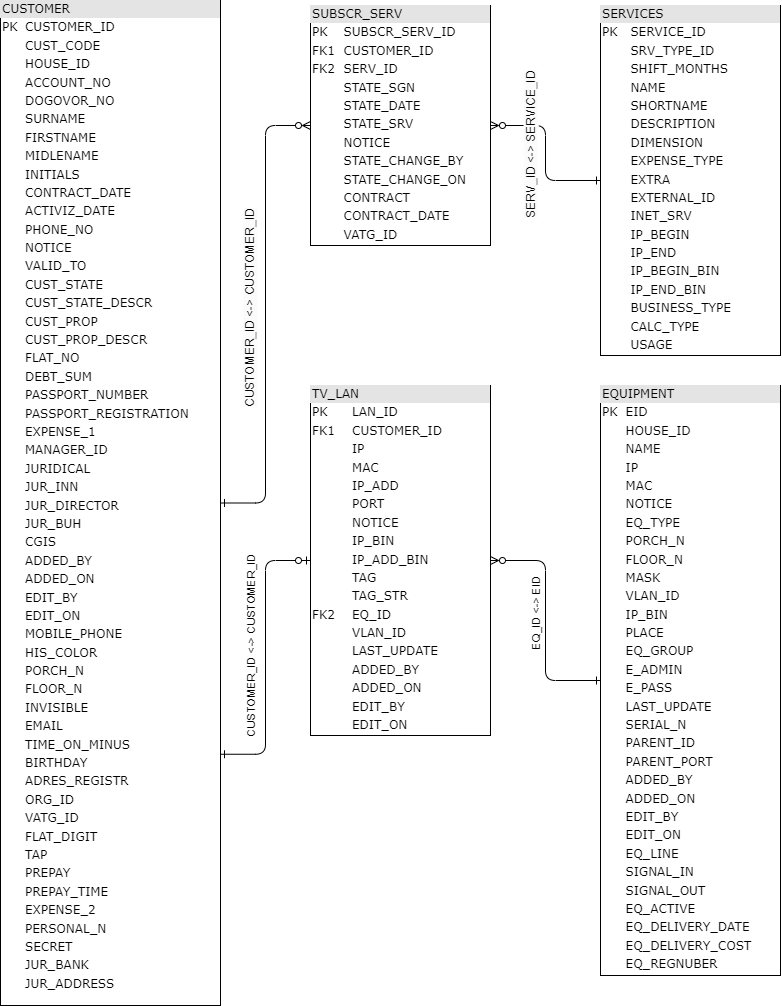 CUSTOMER
PK CUSTOMER_ID
CUST_CODE
HOUSE_ID
ACCOUNT_NO
DOGOVOR_NO
SURNAME
FIRSTNAME
MIDLENAME
INITIALS
CONTRACT_DATE
ACTIVIZ_DATE
PHONE_NO
NOTICE
VALID_TO
CUST_STATE
CUST_STATE_DESCR
CUST_PROP
CUST_PROP_DESCR
FLAT_NO
DEBT_SUM
PASSPORT_NUMBER
PASSPORT_REGISTRATION
EXPENSE_1
MANAGER_ID
JURIDICAL
JUR_INN
JUR_DIRECTOR
JUR_BUH
CGIS
ADDED_BY
ADDED_ON
EDIT_BY
EDIT_ON
MOBILE_PHONE
HIS_COLOR
PORCH_N
FLOOR_N
INVISIBLE
EMAIL
TIME_ON_MINUS
BIRTHDAY
ADRES_REGISTR
ORG_ID
VATG_ID
FLAT_DIGIT
TAP
PREPAY
PREPAY_TIME
EXPENSE_2
PERSONAL_N
SECRET
JUR_BANK
JUR_ADDRESS
CUSTOMER_ID <-> CUSTOMER_ID
CUSTOMER_ID <-> CUSTOMER_ID
SUBSCR_SERV
PK SUBSCR_SERV_ID
FK1 CUSTOMER_ID
FK2 SERV_ID
STATE_SGN
STATE_DATE
STATE_SRV
NOTICE
STATE_CHANGE_BY
STATE_CHANGE_ON
CONTRACT
CONTRACT_DATE
VATG_ID
SERV_ID <-> SERVICE_ID
SERVICES
PK SERVICE_ID
SRV_TYPE_ID
SHIFT_MONTHS
NAME
SHORTNAME
DESCRIPTION
DIMENSION
EXPENSE_TYPE
EXTRA
EXTERNAL_ID
INET_SRV
IP_BEGIN
IP_END
IP_BEGIN_BIN
IP_END_BIN
BUSINESS_TYPE
CALC_TYPE
USAGE
TV_LAN
PK LAN_ID
FK1 CUSTOMER_ID
IP
MAC
IP_ADD
PORT
NOTICE
IP_BIN
IP_ADD_BIN
TAG
TAG_STR
FK2 EQ_ID
VLAN_ID
LAST_UPDATE
ADDED_BY
ADDED_ON
EDIT_BY
EDIT_ON
EQ_ID <-> EID
EQUIPMENT
PK EID
HOUSE_ID
NAME
IP
MAC
NOTICE
EQ_TYPE
PORCH_N
FLOOR_N
MASK
VLAN_ID
IP_BIN
PLACE
EQ_GROUP
E_ADMIN
E_PASS
LAST_UPDATE
SERIAL_N
PARENT_ID
PARENT_PORT
ADDED_BY
ADDED_ON
EDIT_BY
EDIT_ON
EQ_LINE
SIGNAL_IN
SIGNAL_OUT
EQ_ACTIVE
EQ_DELIVERY_DATE
EQ_DELIVERY_COST
EQ_REGNUBER